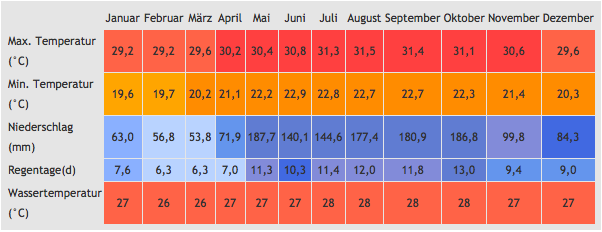 Januar Februar März April Mai Juni Juli August September Oktober November Dezember
Max. Temperatur
(°C) 29,2 29,2 29,6 30,2 30,4 30,8 31,3 31,5 31,4 31,1 30,6 29,6
Min. Temperatur
(°C) 19,6 19,7 20,2 21,1 22,2 22,9 22,8 22,7 22,7 22,3 21,4 20,3
Niederschlag
(mm) 63,0 56,8 53,8 71,9 187,7 140,1 144,6 177,4 180,9 186,8 99,8 84,3
Regentage(d) 7,6 6,3 6,3 7,0 11,3 10,3 11,4 12,0 11,8 13,0 9,4 9,0
Wassertemperatur
(°C) 27 26 26 27 27 27 28 28 28 28 27 27